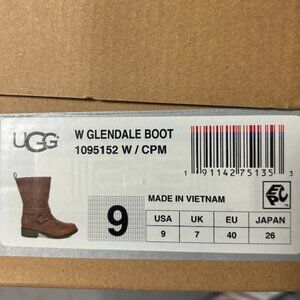 UGG
W GLENDALE BOOT
1095152 W / CPM
1 91142 75135 3
MADE IN VIETNAM
9
USA UK EU JAPAN
9 7 40 26